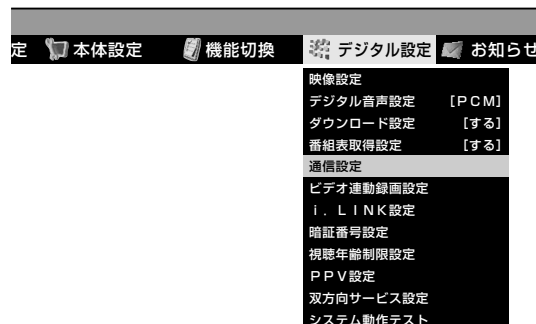 定 本体設定 機能切換 デジタル設定 お知らせ
映像設定
デジタル音声設定 [PCM]
ダウンロード設定 [する]
番組表取得設定 [する]
通信設定
ビデオ連動録画設定
i.LINK設定
暗証番号設定
視聴年齢制限設定
PPV設定
双方向サービス設定
システム動作テスト